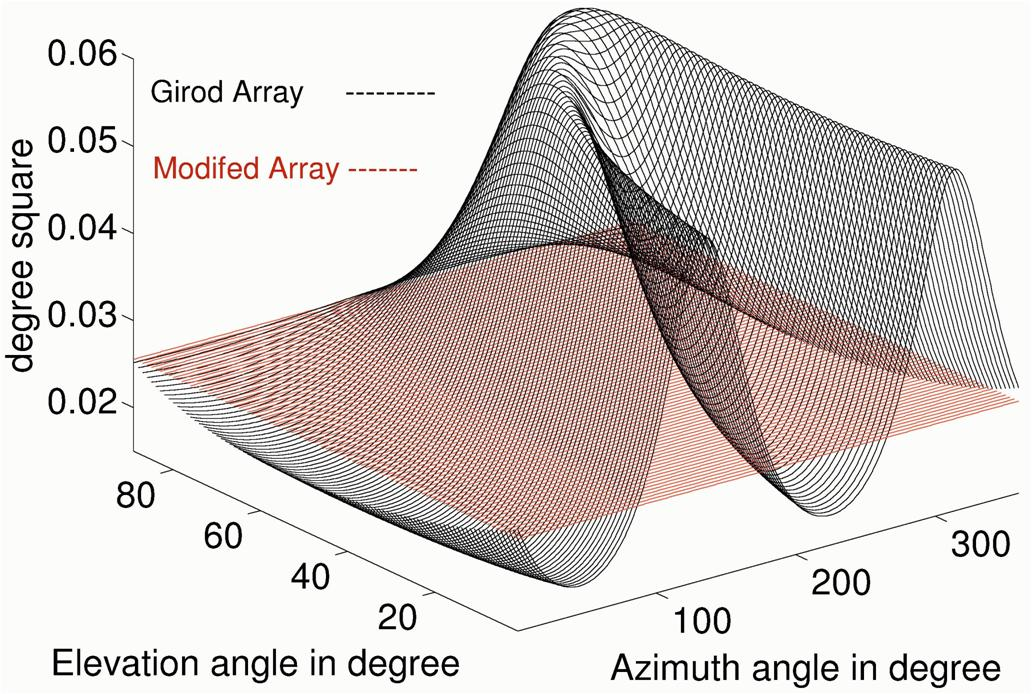 0.06
Girod Array
0.05
Modifed Array
0.04
0.03
0.02
degree square
80
60
40
20
Elevation angle in degree
100
200
300
Azimuth angle in degree